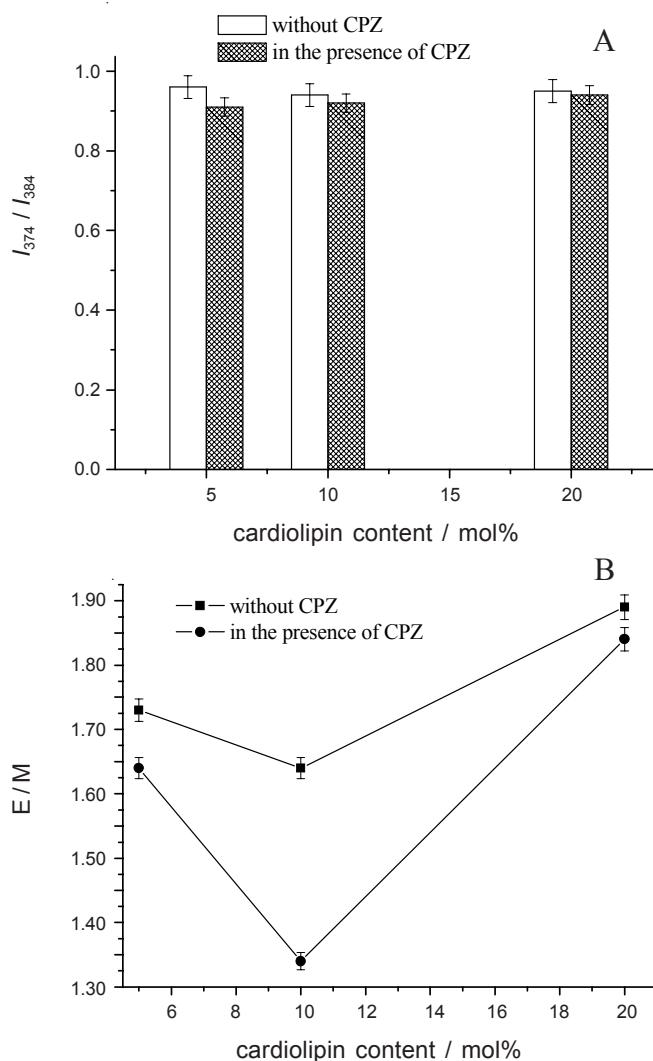 without CPZ
in the presence of CPZ
A
1.0
0.8
0.6
0.4
0.2
0.0
I374 / I384
5
10
15
20
cardiolipin content / mol%
B
without CPZ
in the presence of CPZ
1.90
1.80
1.70
1.60
1.50
1.40
1.30
E / M
6
8
10
12
14
16
18
20
cardiolipin content / mol%